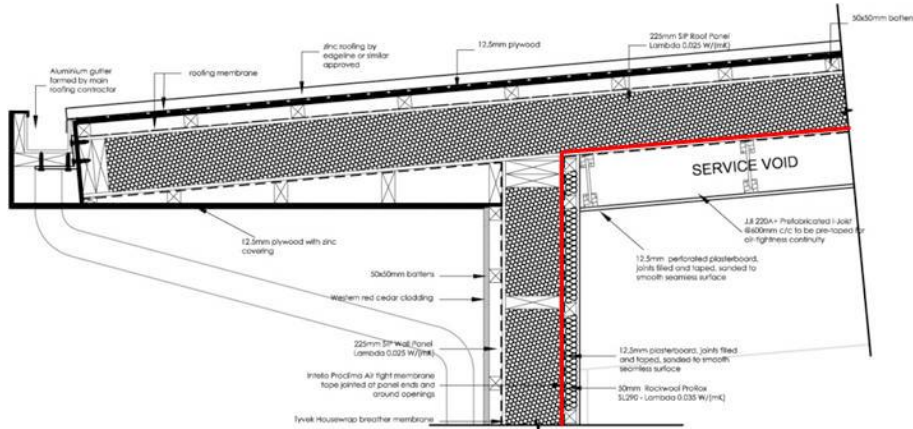 50x50mm battens
zinc roofing by
edgeline or similar
approved
12.5mm plywood
225mm SIP Roof Panel
Lambda 0.025 W/(mK)
Aluminium gutter
formed by main
roofing contractor
roofing membrane
SERVICE VOID
JJI 220A+ Prefabricated I-Joist
@600mm c/c to be pre-taped for
air-tightness continuity
12.5mm plywood with zinc
covering
12.5mm perforated plasterboard,
joints filled and taped, sanded to
smooth seamless surface
50x50mm battens
Western red cedar cladding
225mm SIP Wall Panel
Lambda 0.025 W/(mK)
12.5mm plasterboard, joints filled
and taped, sanded to smooth
seamless surface
Intello Proclima Air tight membrane
tape jointed at panel ends and
around openings
50mm Rockwool ProRox
SL290 - Lambda 0.035 W/(mK)
Tyvek Housewrap breather membrane